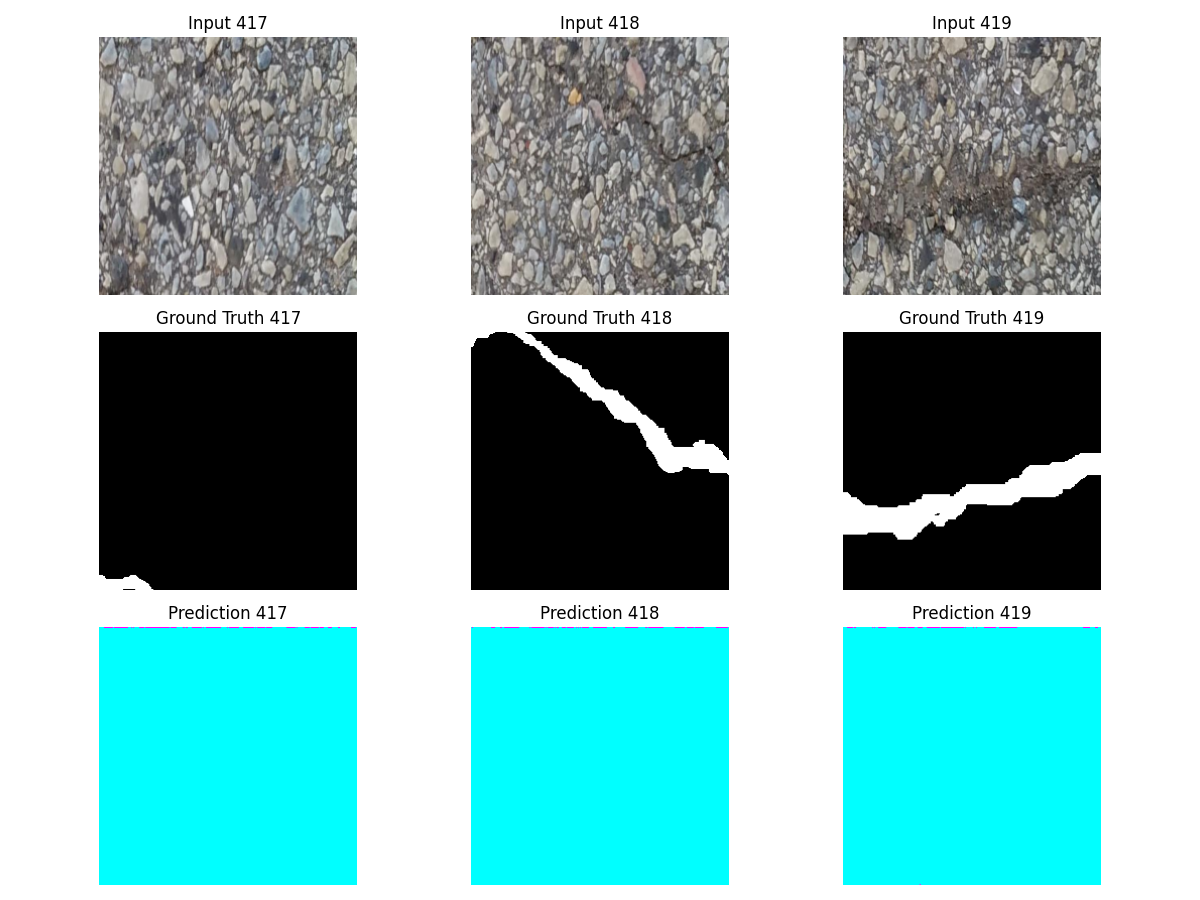 Input 417
Input 418
Input 419
Ground Truth 417
Ground Truth 418
Ground Truth 419
Prediction 417
Prediction 418
Prediction 419